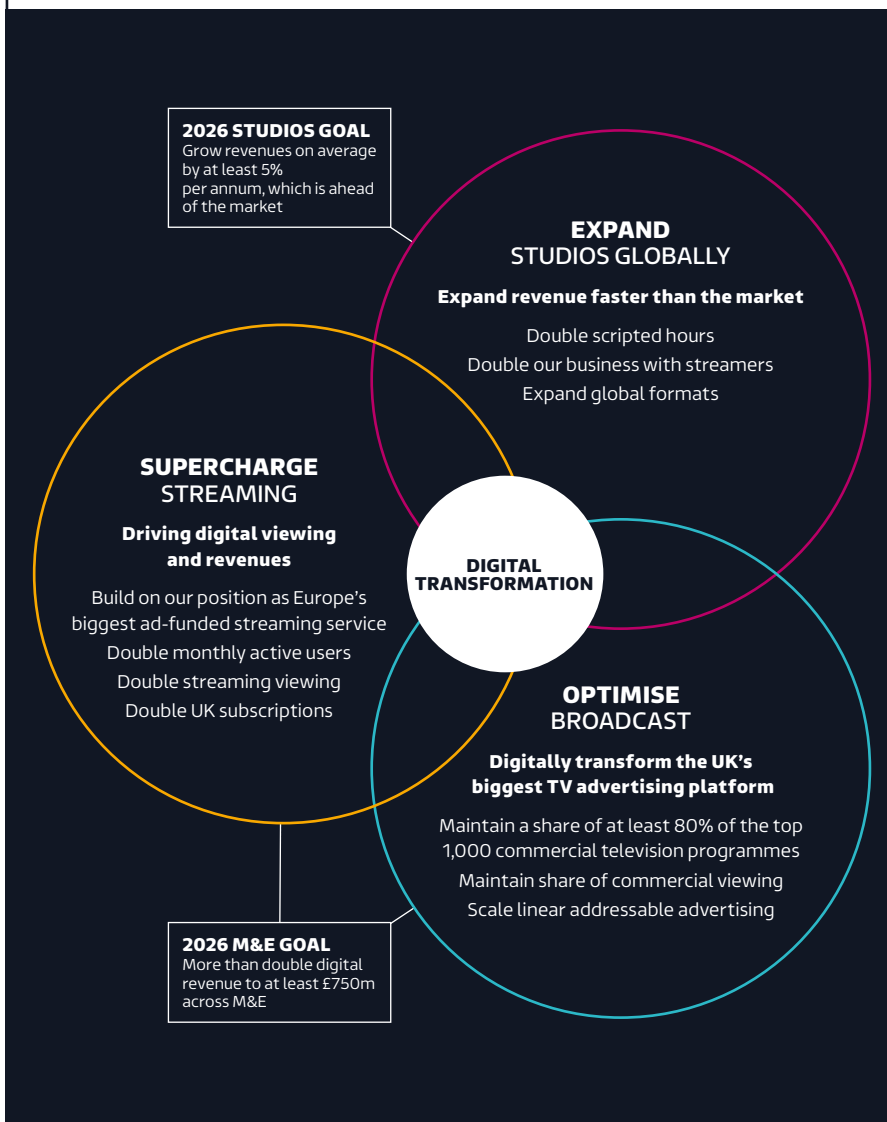 2026 STUDIOS GOAL
Grow revenues on average
by at least 5%
per annum, which is ahead
of the market
EXPAND
STUDIOS GLOBALLY
Expand revenue faster than the market
Double scripted hours
Double our business with streamers
Expand global formats
SUPERCHARGE
STREAMING
Driving digital viewing
and revenues
Build on our position as Europe's
biggest ad-funded streaming service
Double monthly active users
Double streaming viewing
Double UK subscriptions
DIGITAL
TRANSFORMATION
OPTIMISE
BROADCAST
Digitally transform the UK's
biggest TV advertising platform
Maintain a share of at least 80% of the top
1,000 commercial television programmes
Maintain share of commercial viewing
Scale linear addressable advertising
2026 M&E GOAL
More than double digital
revenue to at least £750m
across M&E